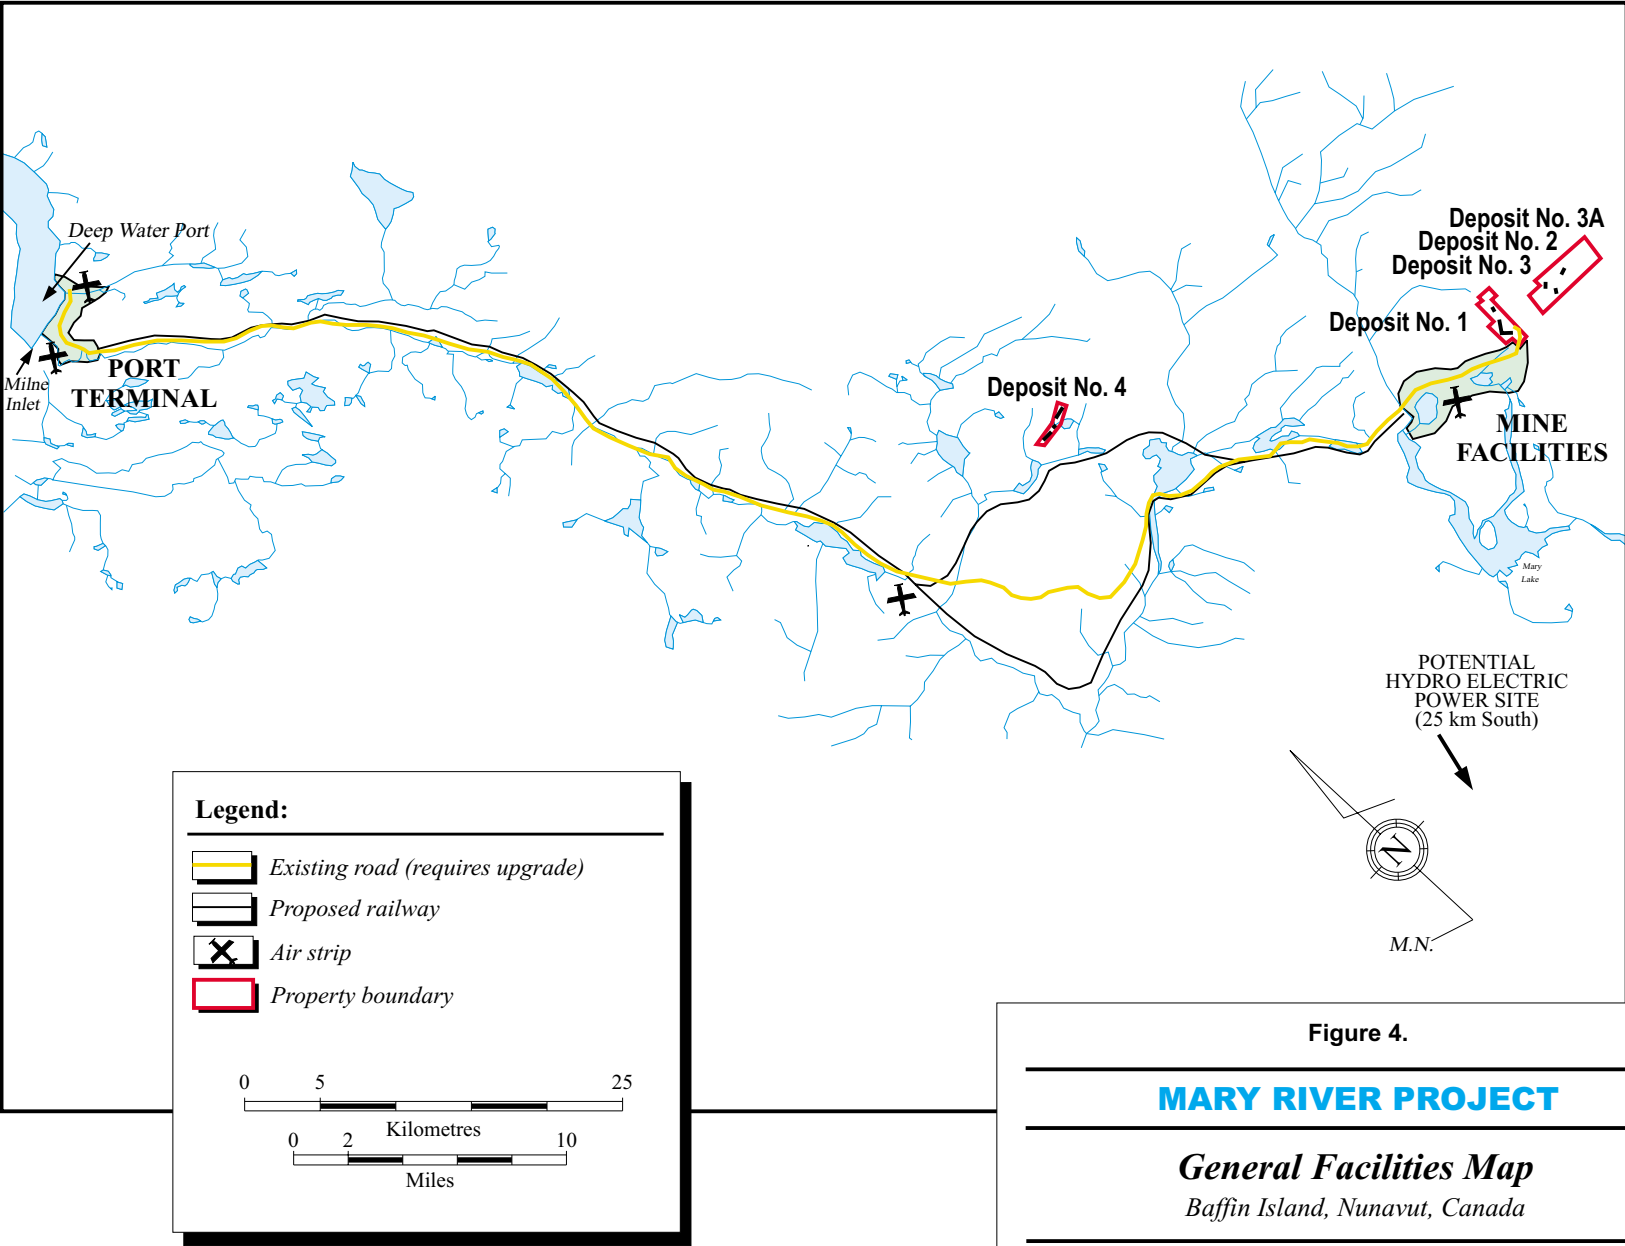 Deposit No. 3A
Deposit No. 2
Deposit No. 3
Deposit No. 1
Deep Water Port
Milne
Inlet
PORT
TERMINAL
Deposit No. 4
MINE
FACILITIES
Mary
Lake
POTENTIAL
HYDRO ELECTRIC
POWER SITE
(25 km South)
N
M.N.
Legend:
Existing road (requires upgrade)
Proposed railway
Air strip
Property boundary
0 5 25
Kilometres
0 2 10
Miles
Figure 4.
MARY RIVER PROJECT
General Facilities Map
Baffin Island, Nunavut, Canada